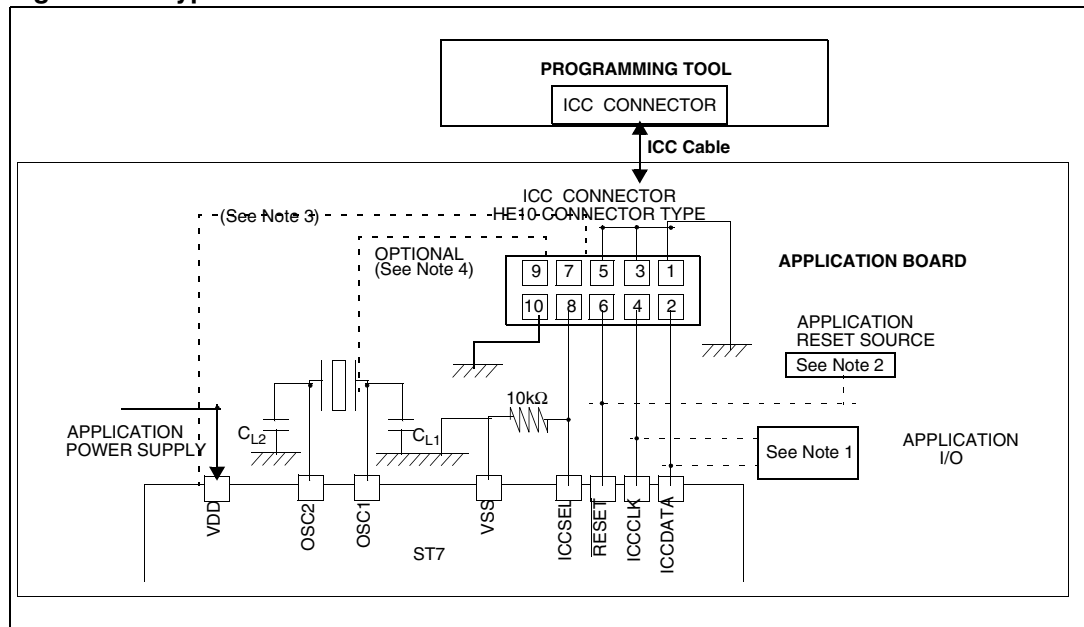 PROGRAMMING TOOL
ICC CONNECTOR
ICC Cable
ICC CONNECTOR
HE10 CONNECTOR TYPE
(See Note 3)
OPTIONAL
(See Note 4)
9 7 5 3 1
10 8 6 4 2
APPLICATION BOARD
APPLICATION
RESET SOURCE
See Note 2
10kΩ
APPLICATION
POWER SUPPLY
CL2
CL1
See Note 1
APPLICATION
I/O
VDD
OSC2
OSC1
VSS
ICCSEL
RESET
ICCCLK
ICCDATA
ST7